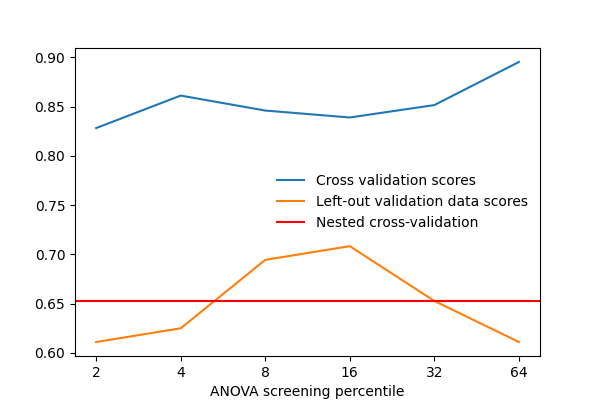 0.90
0.85
0.80
0.75
0.70
0.65
0.60
Cross validation scores
Left-out validation data scores
Nested cross-validation
2 4 8 16 32 64
ANOVA screening percentile